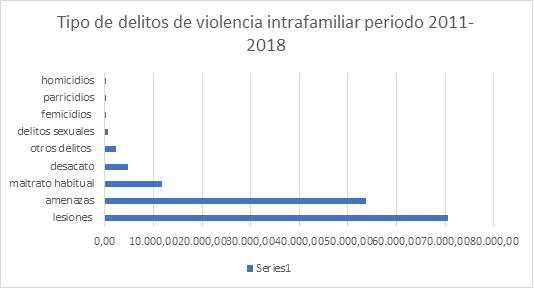 Tipo de delitos de violencia intrafamiliar periodo 2011-
2018
homicidios
parricidios
femicidios
delitos sexuales
otros delitos
desacato
maltrato habitual
amenazas
lesiones
0,00 10.000,00 20.000,00 30.000,00 40.000,00 50.000,00 60.000,00 70.000,00 80.000,00
Series1